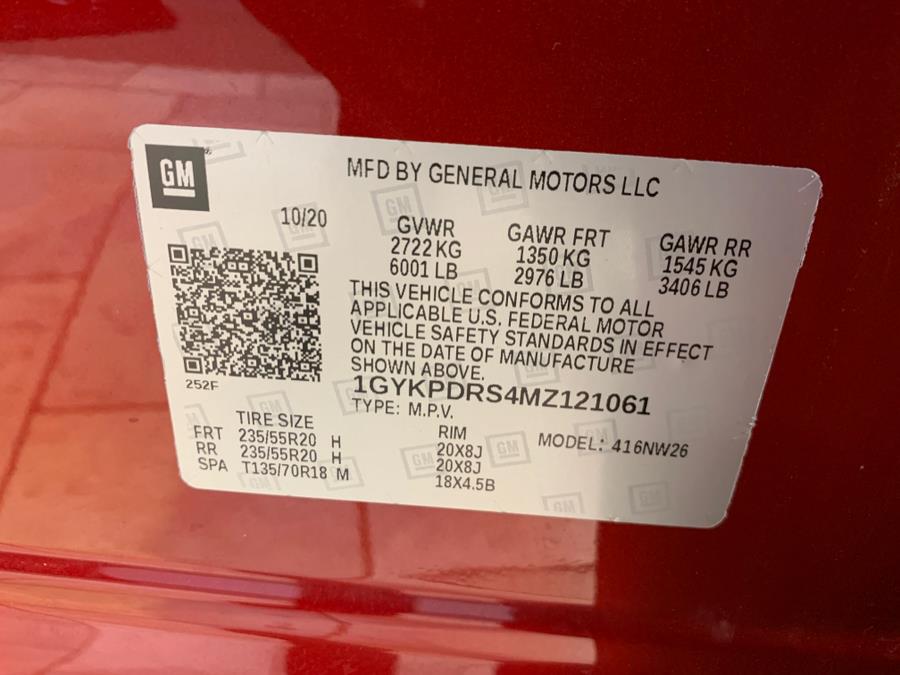 GM
MFD BY GENERAL MOTORS LLC
10/20
GVWR
2722 KG
6001 LB
GAWR FRT
1350 KG
2976 LB
GAWR RR
1545 KG
3406 LB
THIS VEHICLE CONFORMS TO ALL
APPLICABLE U.S. FEDERAL MOTOR
VEHICLE SAFETY STANDARDS IN EFFECT
ON THE DATE OF MANUFACTURE
SHOWN ABOVE.
252F
1GYKPDRS4MZ121061
TYPE: M.P.V.
TIRE SIZE RIM MODEL: 416NW26
FRT 235/55R20 H 20X8J
RR 235/55R20 H 20X8J
SPA T135/70R18 M 18X4.5B